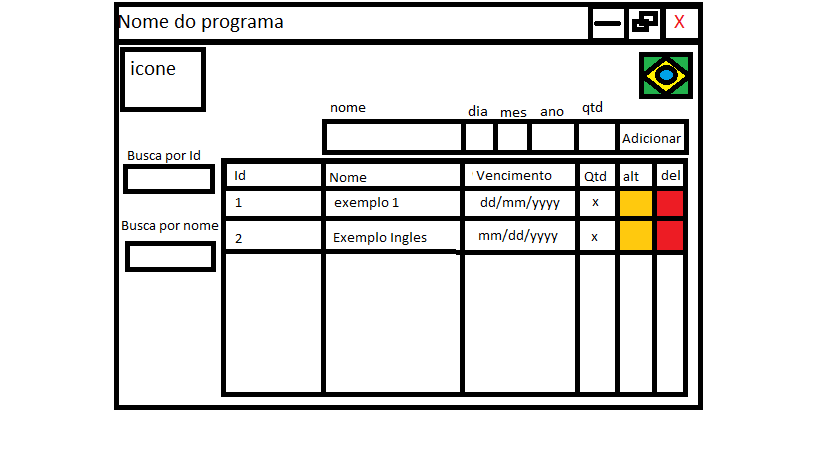 Nome do programa X
icone
nome dia mes ano qtd
Adicionar
Busca por Id
Id Nome Vencimento Qtd alt del
1 exemplo 1 dd/mm/yyyy x
Busca por nome
2 Exemplo Ingles mm/dd/yyyy x